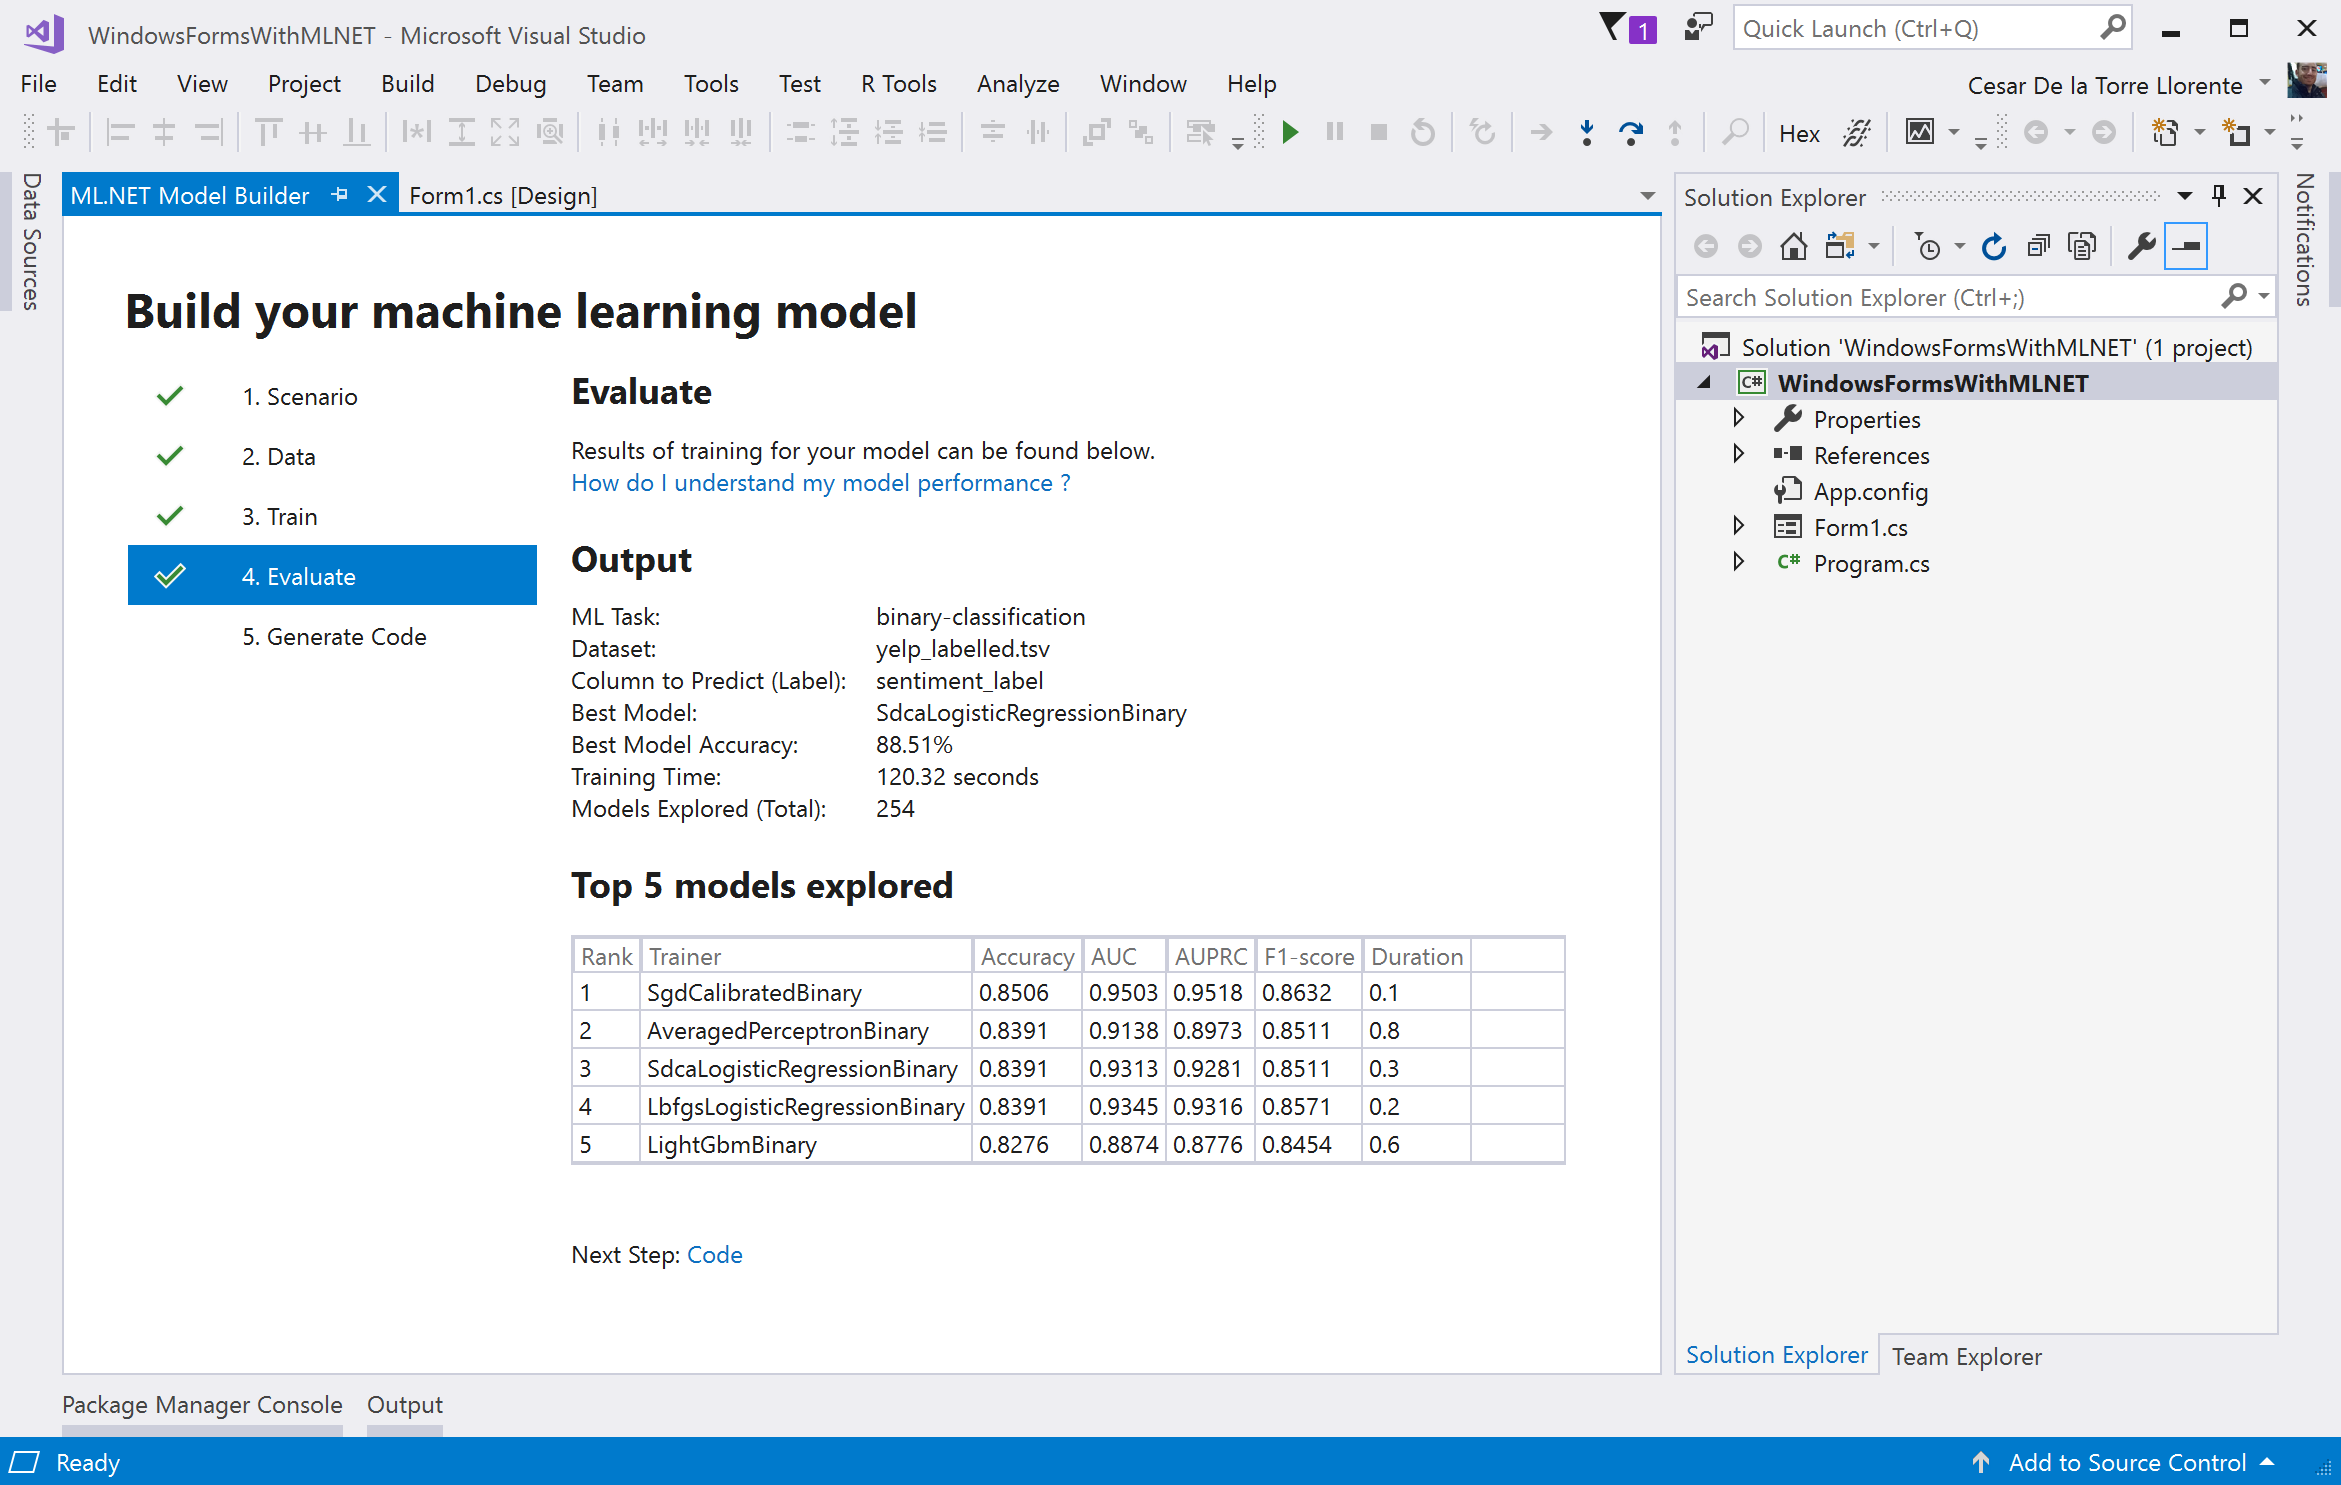 WindowsFormsWithMLNET - Microsoft Visual Studio
1
Quick Launch (Ctrl+Q)
File Edit View Project Build Debug Team Tools Test R Tools Analyze Window Help
Cesar De la Torre Llorente
Hex
Data Sources
ML.NET Model Builder
Form1.cs [Design]
Build your machine learning model
1. Scenario
2. Data
3. Train
4. Evaluate
5. Generate Code
Evaluate
Results of training for your model can be found below.
How do I understand my model performance ?
Output
ML Task: binary-classification
Dataset: yelp_labelled.tsv
Column to Predict (Label): sentiment_label
Best Model: SdcaLogisticRegressionBinary
Best Model Accuracy: 88.51%
Training Time: 120.32 seconds
Models Explored (Total): 254
Top 5 models explored
Rank Trainer Accuracy AUC AUPRC F1-score Duration
1 SgdCalibratedBinary 0.8506 0.9503 0.9518 0.8632 0.1
2 AveragedPerceptronBinary 0.8391 0.9138 0.8973 0.8511 0.8
3 SdcaLogisticRegressionBinary 0.8391 0.9313 0.9281 0.8511 0.3
4 LbfgsLogisticRegressionBinary 0.8391 0.9345 0.9316 0.8571 0.2
5 LightGbmBinary 0.8276 0.8874 0.8776 0.8454 0.6
Next Step: Code
Solution Explorer
Search Solution Explorer (Ctrl+;)
Solution 'WindowsFormsWithMLNET' (1 project)
C# WindowsFormsWithMLNET
Properties
References
App.config
Form1.cs
C# Program.cs
Solution Explorer Team Explorer
Notifications
Package Manager Console Output
Ready
Add to Source Control